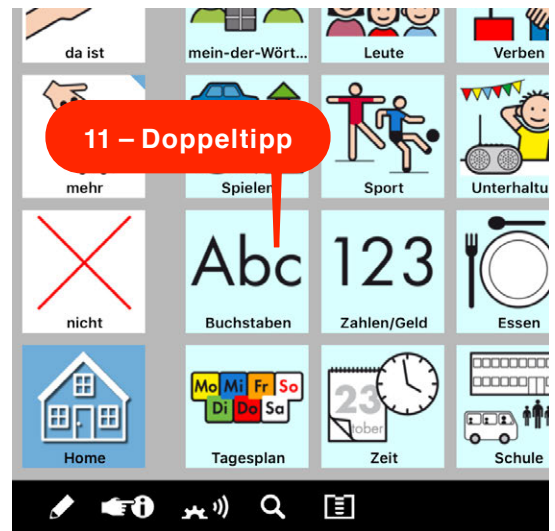 da ist
mein-der-Wört...
Leute
Verben
11 – Doppeltipp
mehr
Spielen
Sport
Unterhaltu
Abc
123
nicht
Buchstaben
Zahlen/Geld
Essen
Mo Mi Fr So
Di Do Sa
23
tober
Home
Tagesplan
Zeit
Schule